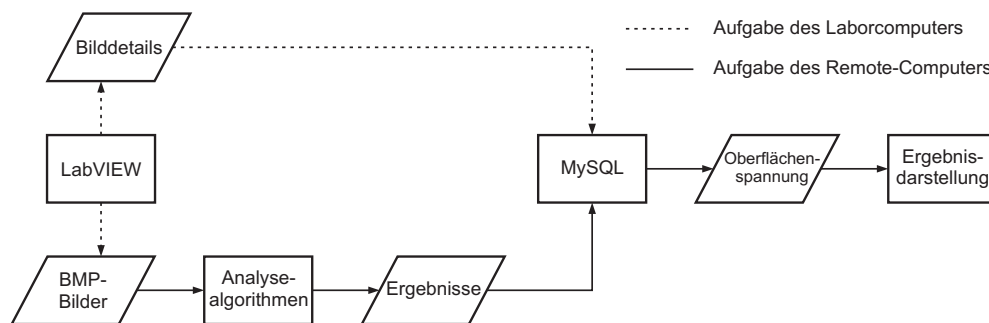 Bilddetails
Aufgabe des Laborcomputers
Aufgabe des Remote-Computers
LabVIEW
MySQL
Oberflächen-
spannung
Ergebnis-
darstellung
BMP-
Bilder
Analyse-
algorithmen
Ergebnisse